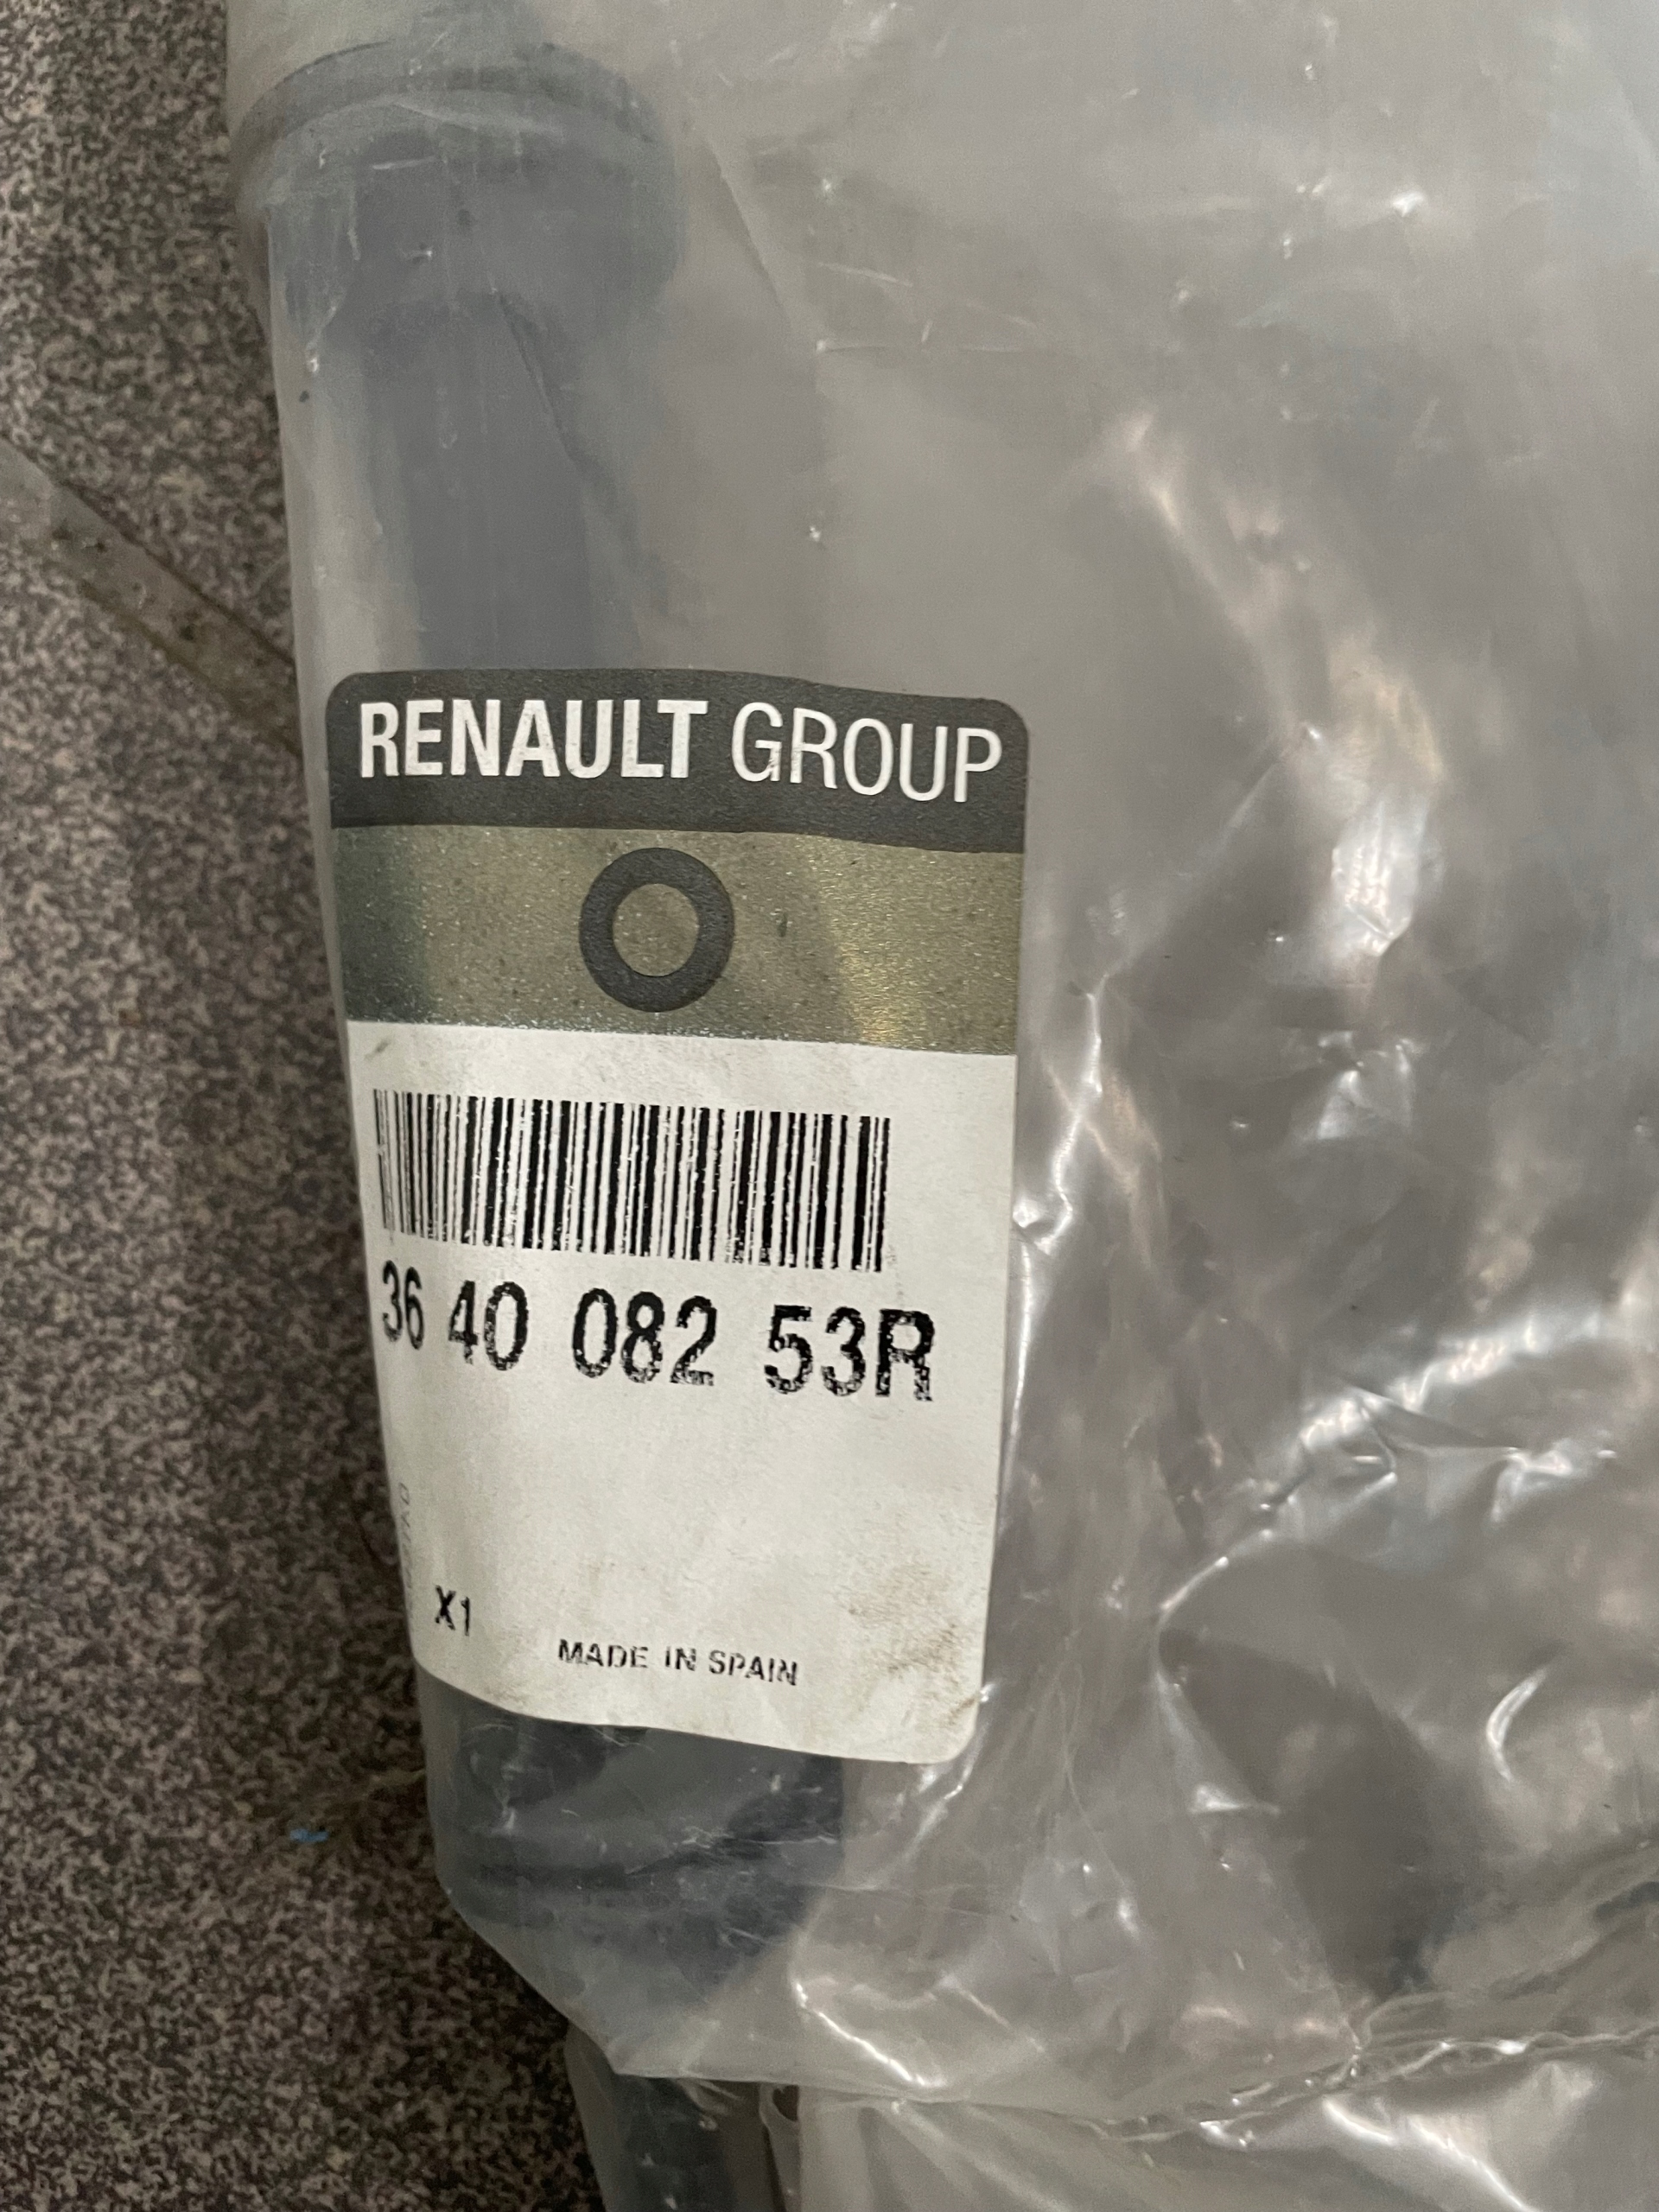 RENAULT GROUP
36 40 082 53R
X1
MADE IN SPAIN